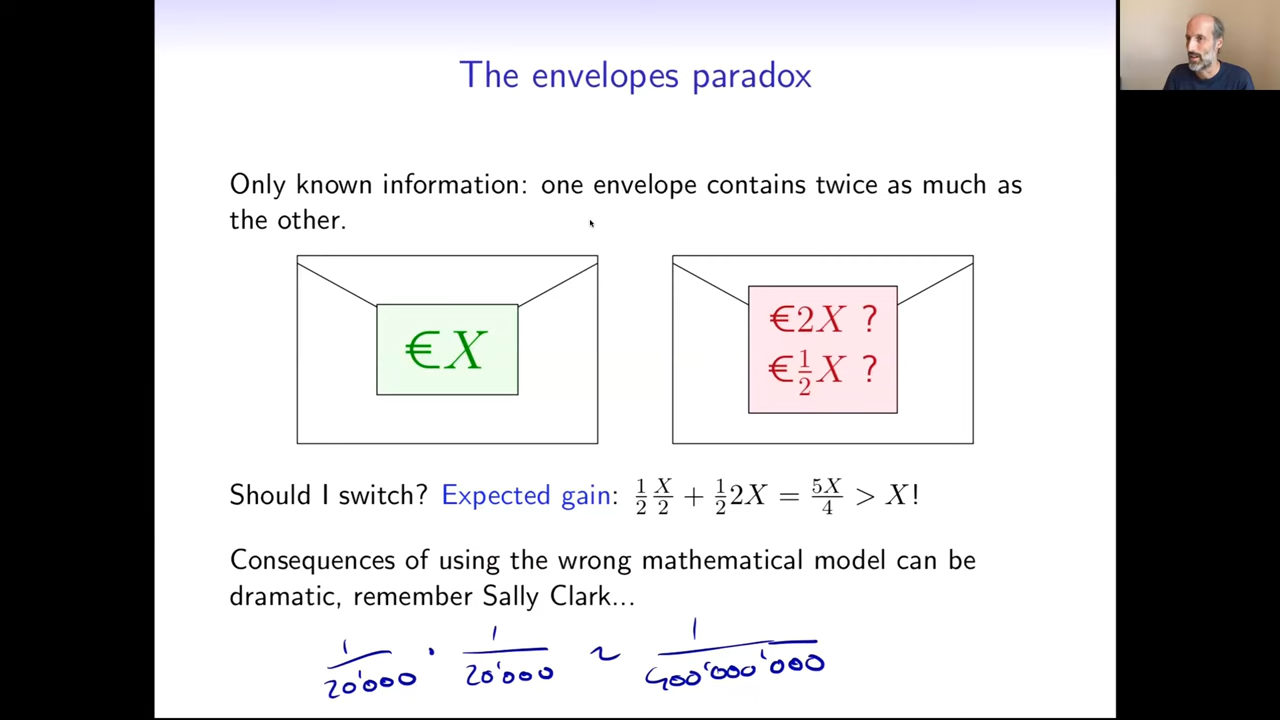 The envelopes paradox
Only known information: one envelope contains twice as much as
the other.
€X
€2X ?
€½X ?
Should I switch? Expected gain: ½ X/2 + ½ 2X = 5X/4 > X!
Consequences of using the wrong mathematical model can be
dramatic, remember Sally Clark...
1/20'000 · 1/20'000 ~ 1/400'000'000